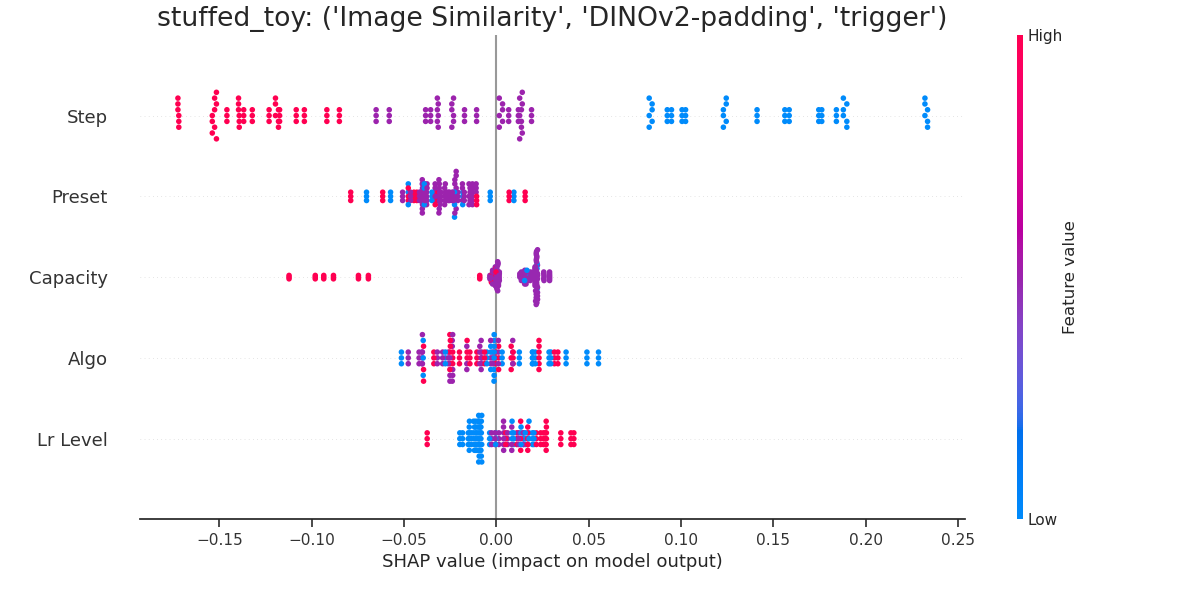 stuffed_toy: ('Image Similarity', 'DINOv2-padding', 'trigger')
High
Step
Preset
Capacity
Algo
Lr Level
Feature value
Low
−0.15 −0.10 −0.05 0.00 0.05 0.10 0.15 0.20 0.25
SHAP value (impact on model output)